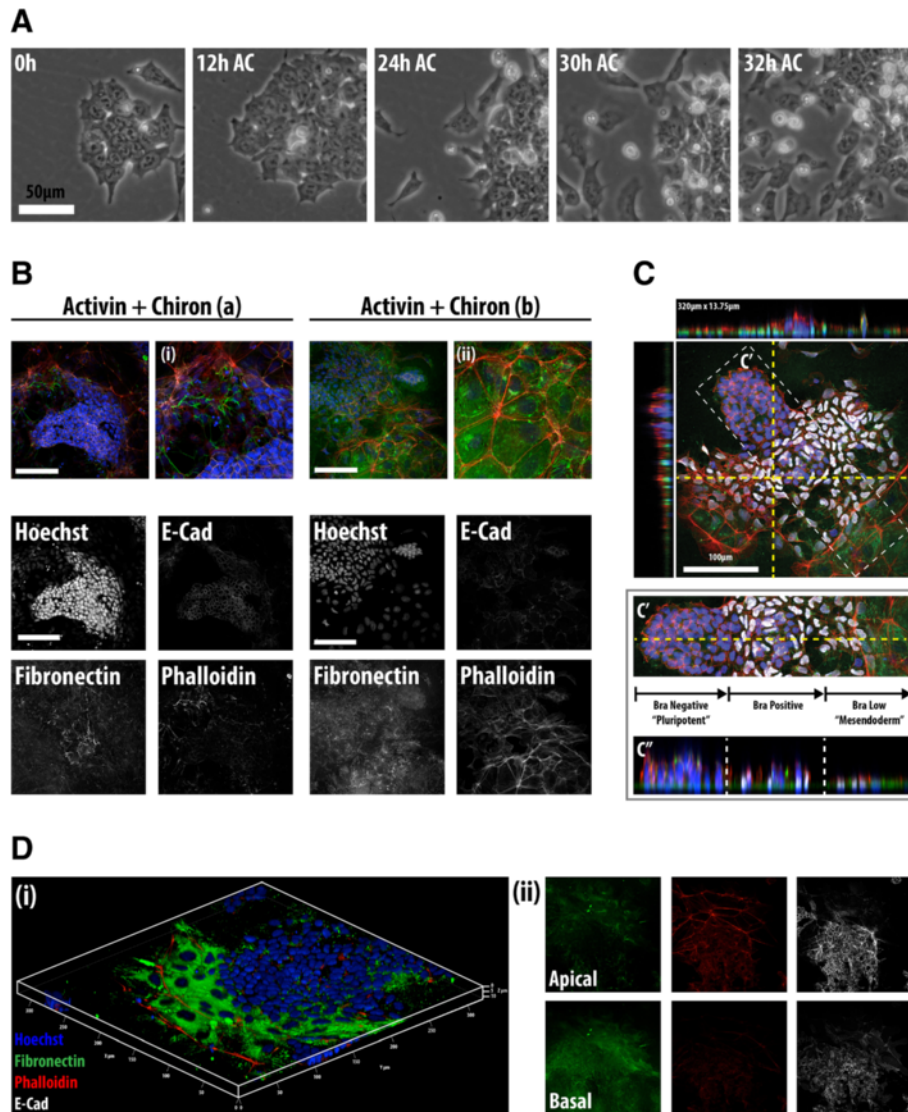 A
0h
12h AC
24h AC
30h AC
32h AC
50μm
B
Activin + Chiron (a)
Activin + Chiron (b)
(i)
(ii)
Hoechst
E-Cad
Hoechst
E-Cad
Fibronectin
Phalloidin
Fibronectin
Phalloidin
C
320μm x 13.75μm
C'
100μm
C'
Bra Negative
"Pluripotent"
Bra Positive
Bra Low
"Mesendoderm"
C"
D
(i)
Hoechst
Fibronectin
Phalloidin
E-Cad
(ii)
Apical
Basal